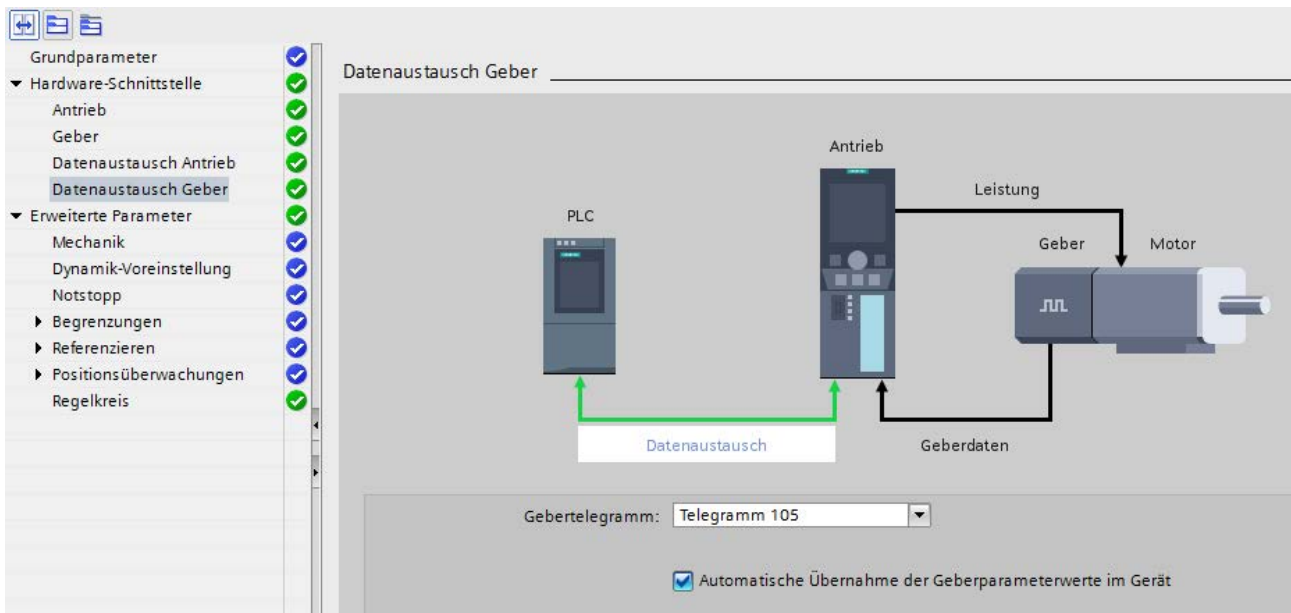 Grundparameter
Hardware-Schnittstelle
Antrieb
Geber
Datenaustausch Antrieb
Datenaustausch Geber
Erweiterte Parameter
Mechanik
Dynamik-Voreinstellung
Notstopp
Begrenzungen
Referenzieren
Positionsüberwachungen
Regelkreis
Datenaustausch Geber
Antrieb
Leistung
PLC
Geber
Motor
Datenaustausch
Geberdaten
Gebertelegramm: Telegramm 105
Automatische Übernahme der Geberparameterwerte im Gerät